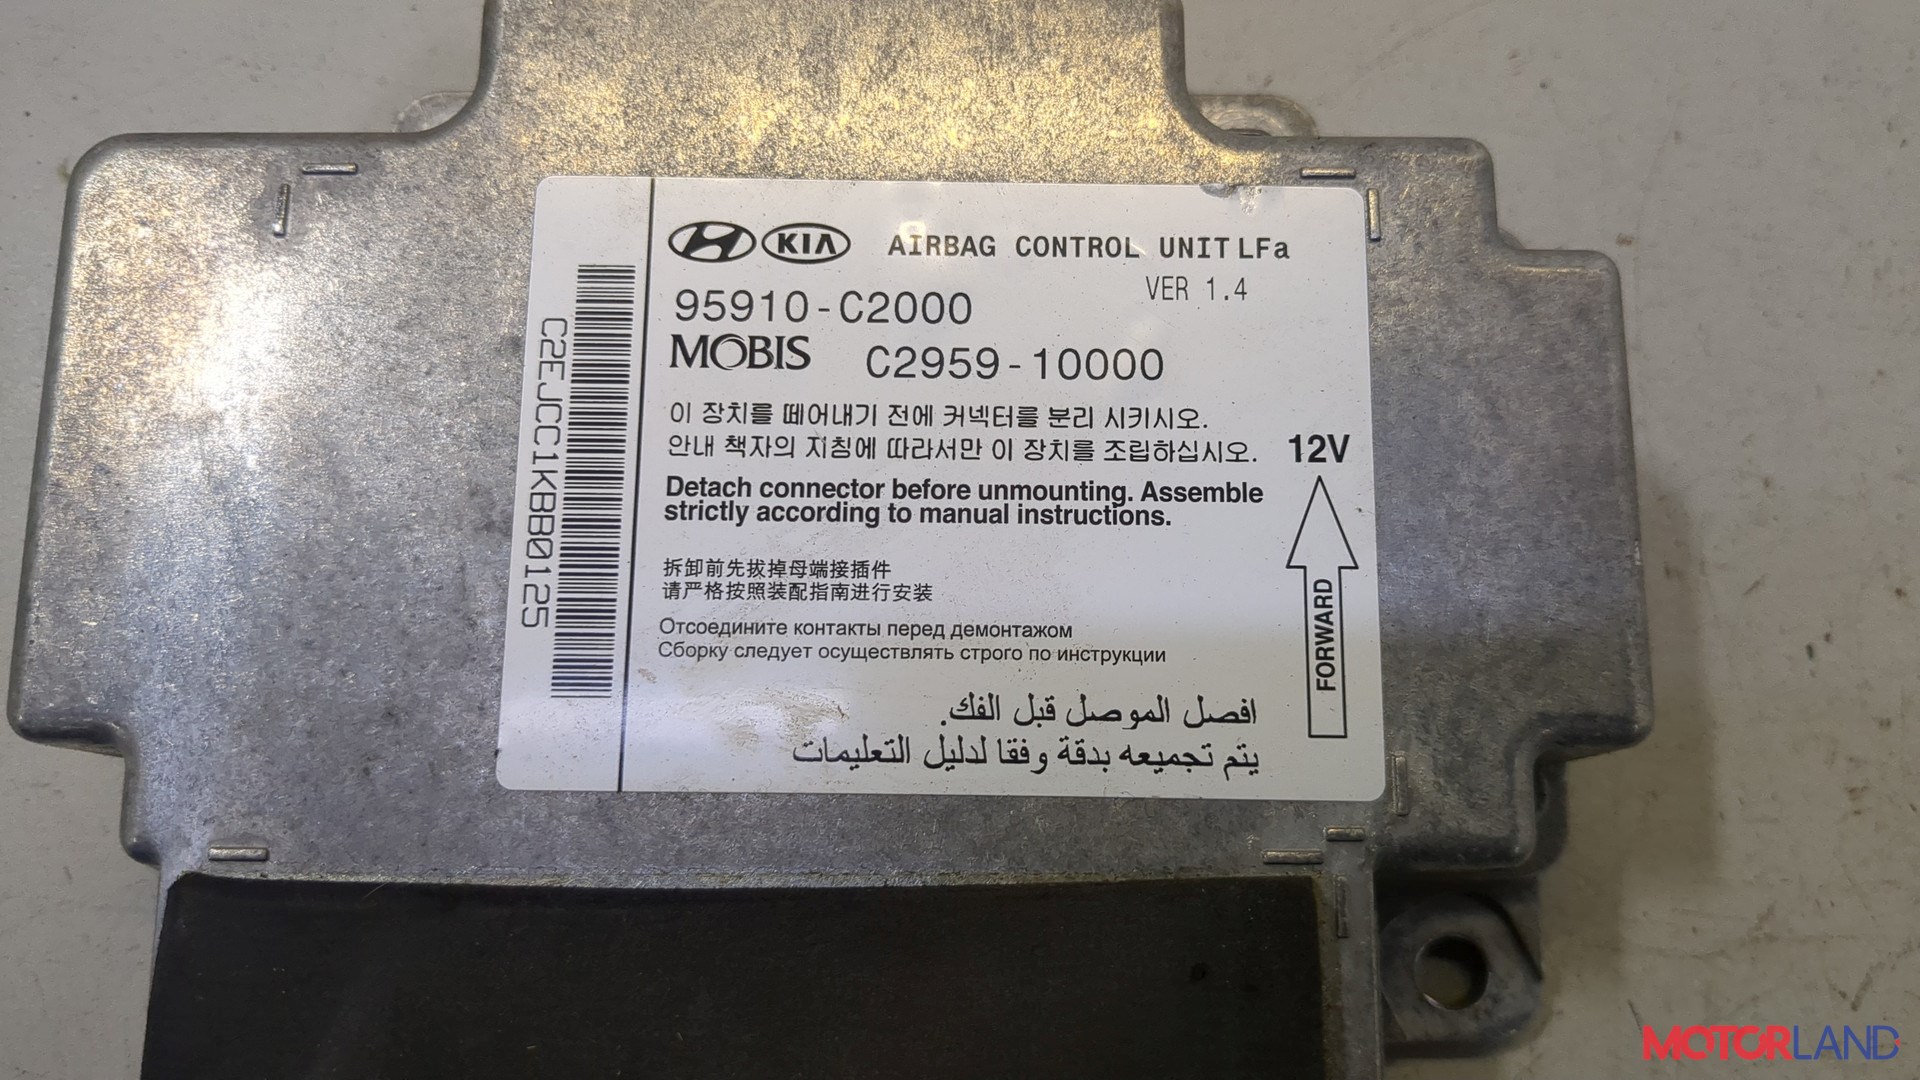 KIA AIRBAG CONTROL UNIT LFa
VER 1.4
95910-C2000
MOBIS C2959-10000
이 장치를 떼어내기 전에 커넥터를 분리 시키시오.
안내 책자의 지침에 따라서만 이 장치를 조립하십시오.
12V
Detach connector before unmounting. Assemble
strictly according to manual instructions.
拆卸前先拔掉母端接插件
请严格按照装配指南进行安装
Отсоедините контакты перед демонтажом
Сборку следует осуществлять строго по инструкции
افصل الموصل قبل الفك.
يتم تجميعه بدقة وفقا لدليل التعليمات
FORWARD
C2EJCC1KBB0125
MOTORLAND